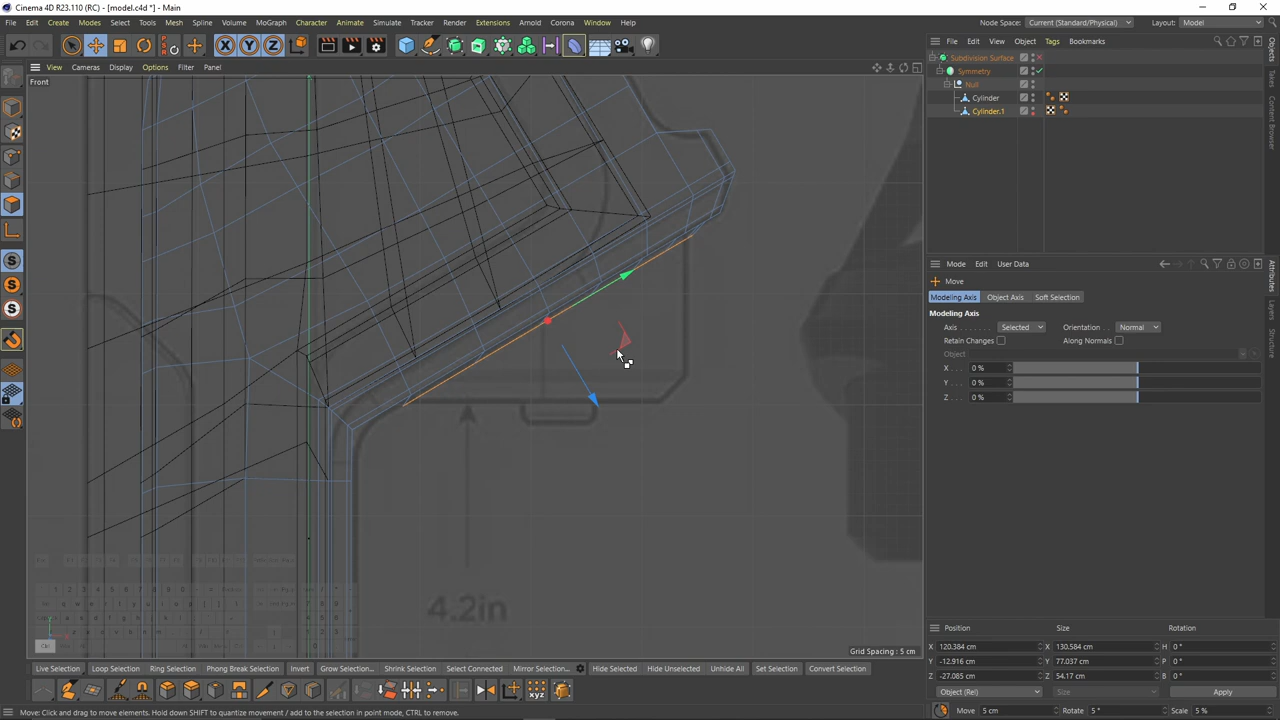 Cinema 4D R23.110 (RC) - [model.c4d *] - Main
File Edit Create Modes Select Tools Mesh Spline Volume MoGraph Character Animate Simulate Tracker Render Extensions Arnold Corona Window Help
Node Space: Current (Standard/Physical) Layout: Model
X Y Z
File Edit View Object Tags Bookmarks
View Cameras Display Options Filter Panel
Front
Subdivision Surface
Symmetry
Null
Cylinder
Cylinder.1
Objects
Takes
Content Browser
Mode Edit User Data
Move
Modeling Axis Object Axis Soft Selection
Modeling Axis
Axis Selected Orientation Normal
Retain Changes Along Normals
Object
X 0 %
Y 0 %
Z 0 %
Attributes
Layers
Structure
4.2in
Grid Spacing : 5 cm
Position Size Rotation
X 120.384 cm X 130.584 cm H 0 °
Y -12.916 cm Y 77.037 cm P 0 °
Z -27.085 cm Z 54.17 cm B 0 °
Object (Rel) Size Apply
Live Selection Loop Selection Ring Selection Phong Break Selection Invert Grow Selection... Shrink Selection Select Connected Mirror Selection... Hide Selected Hide Unselected Unhide All Set Selection Convert Selection
Move 5 cm Rotate 5 ° Scale 5 %
Move: Click and drag to move elements. Hold down SHIFT to quantize movement / add to the selection in point mode, CTRL to remove.